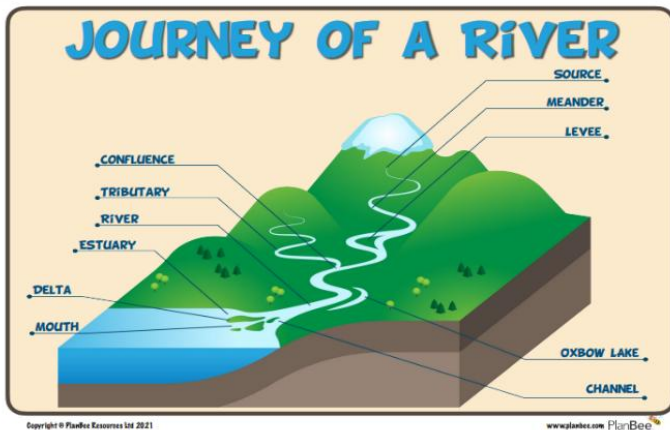 JOURNEY OF A RiVER
SOURCE
MEANDER
LEVEE
CONFLUENCE
TRIBUTARY
RIVER
ESTUARY
DELTA
MOUTH
OXBOW LAKE
CHANNEL
Copyright © PlanBee Resources Ltd 2021
www.planbee.com PlanBee